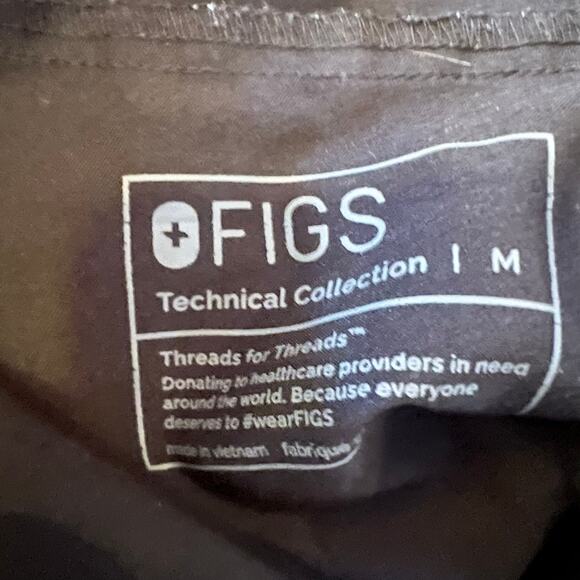 FIGS
Technical Collection | M
Threads for Threads™
Donating to healthcare providers in need
around the world. Because everyone
deserves to #wearFIGS
made in vietnam